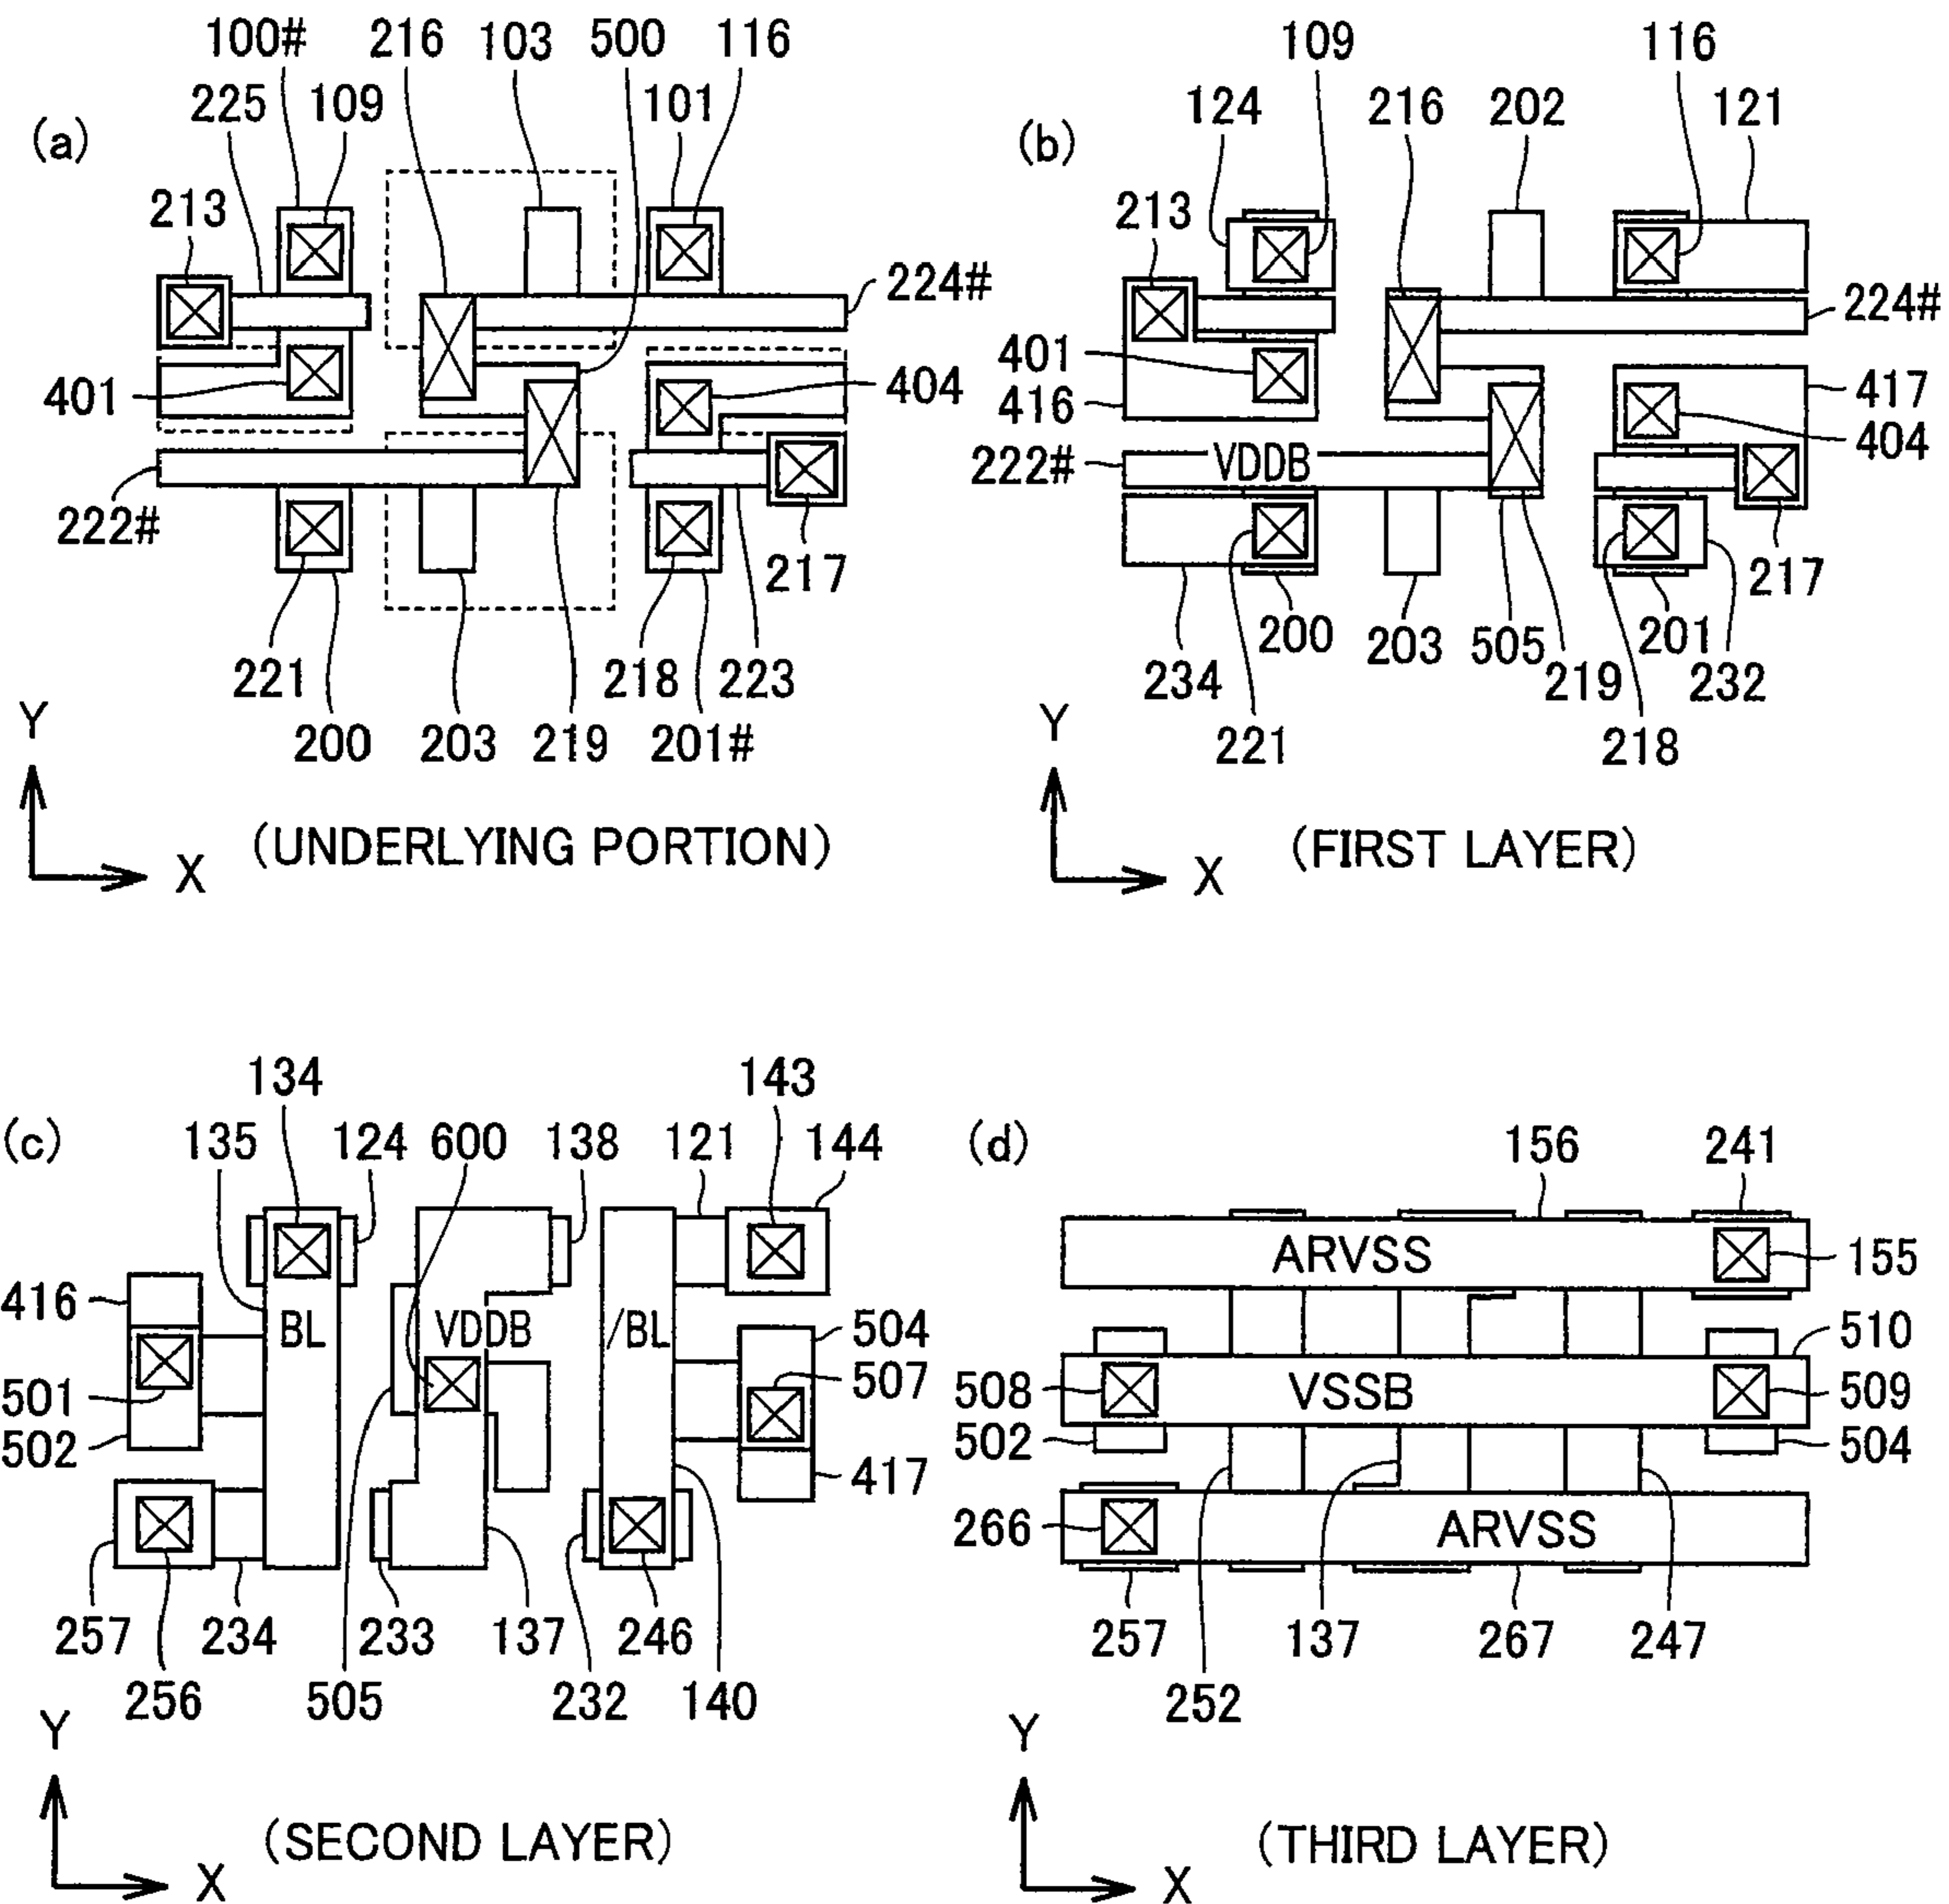 (a)
100# 216 103 500 116
225 109 101
213
224#
401 404
222#
217
221 218 223
200 203 219 201#
Y
X
(UNDERLYING PORTION)
(b)
109 116
124 216 202 121
213
224#
401
416 417
404
222# VDDB
200 203 505 201 217
234 219 232
221 218
Y
X
(FIRST LAYER)
(c)
134 143
135 124 600 138 121 144
416 BL VDDB /BL 504
501 507
502 417
257 234 233 137 246
256 505 232 140
Y
X
(SECOND LAYER)
(d)
156 241
ARVSS 155
510
508 VSSB 509
502 504
266 ARVSS
257 137 267 247
252
Y
X
(THIRD LAYER)